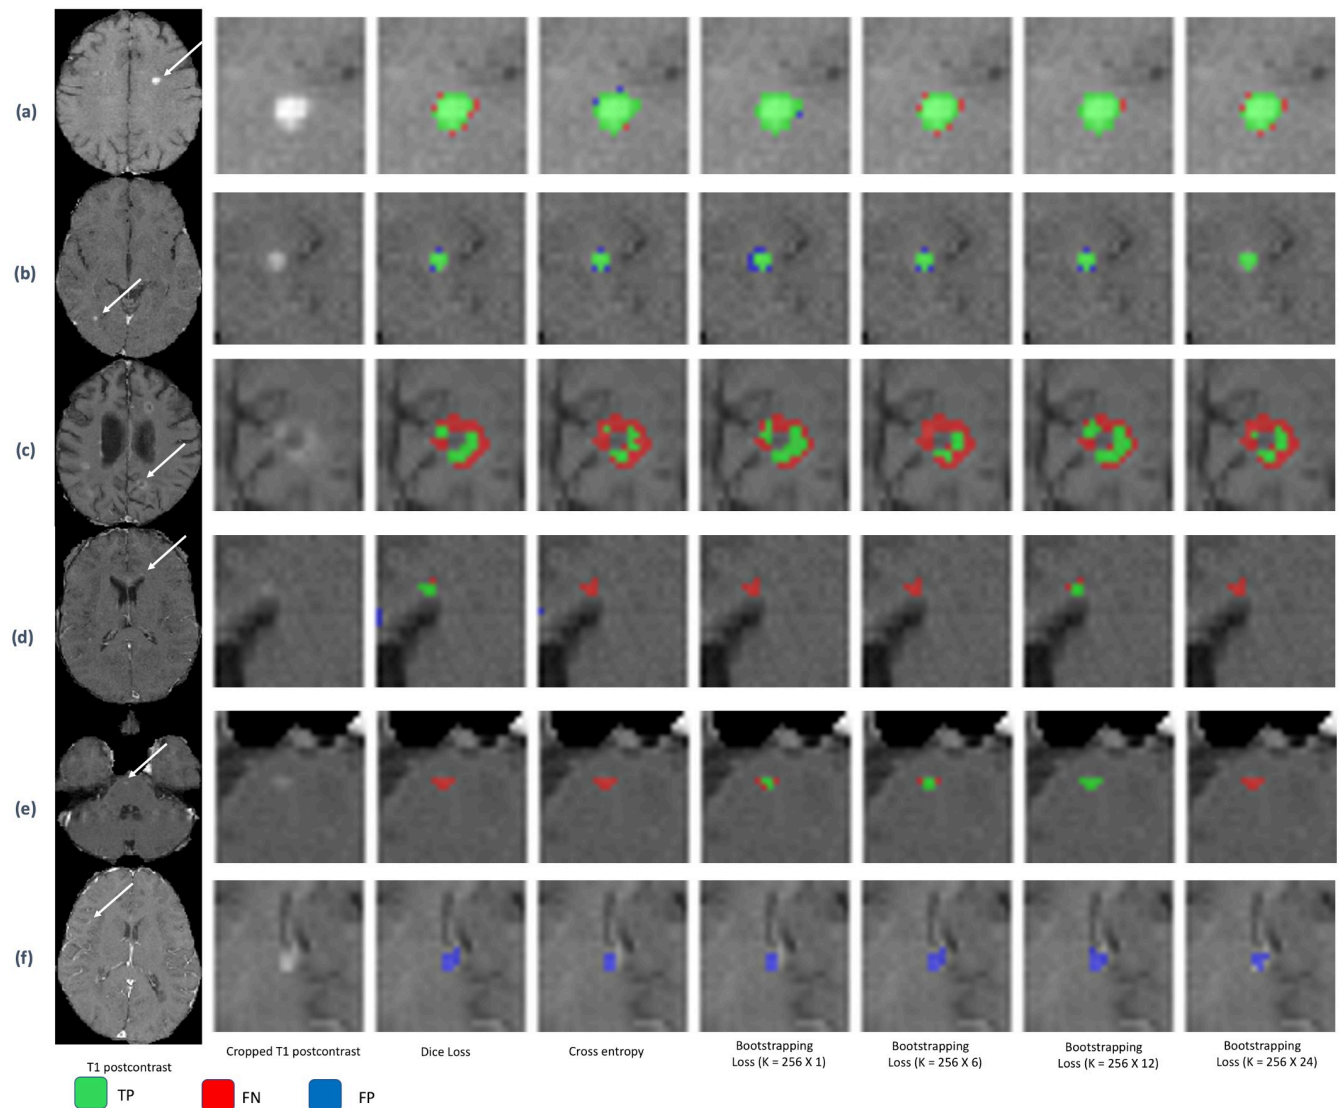 (a)
(b)
(c)
(d)
(e)
(f)
Cropped T1 postcontrast
Dice Loss
Cross entropy
Bootstrapping
Loss (K = 256 X 1)
Bootstrapping
Loss (K = 256 X 6)
Bootstrapping
Loss (K = 256 X 12)
Bootstrapping
Loss (K = 256 X 24)
T1 postcontrast
TP
FN
FP